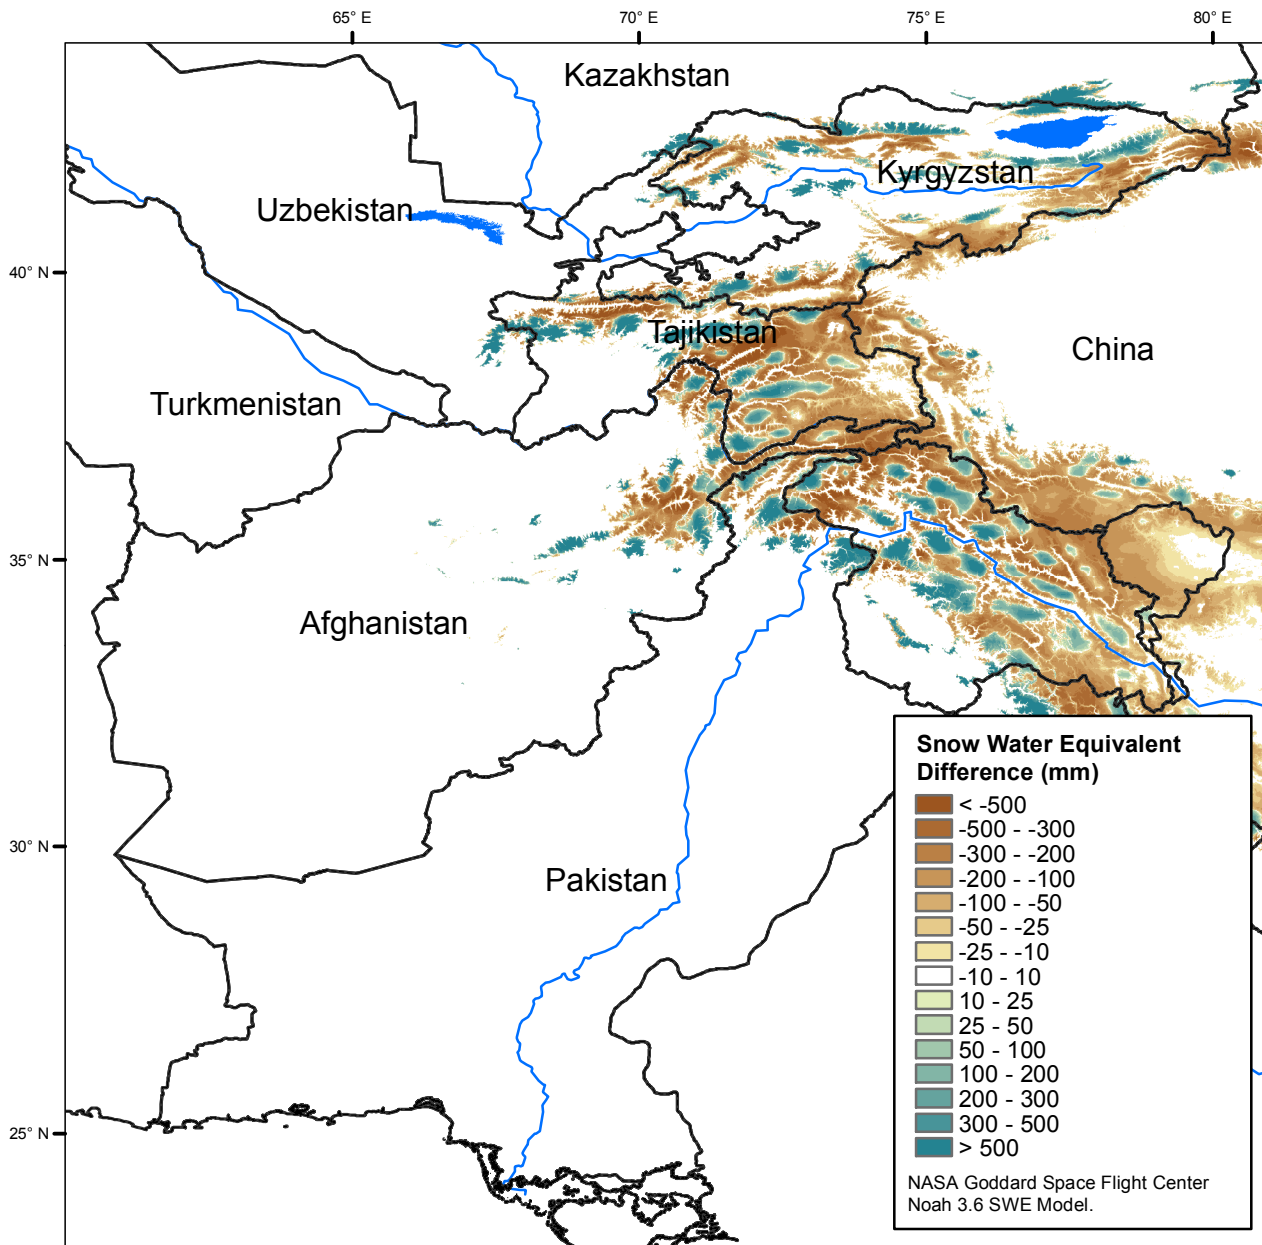 65° E 70° E 75° E 80° E
Kazakhstan
Kyrgyzstan
Uzbekistan
40° N
Tajikistan
China
Turkmenistan
35° N
Afghanistan
Snow Water Equivalent
Difference (mm)
< -500
-500 - -300
-300 - -200
-200 - -100
-100 - -50
-50 - -25
-25 - -10
-10 - 10
10 - 25
25 - 50
50 - 100
100 - 200
200 - 300
300 - 500
> 500
NASA Goddard Space Flight Center
Noah 3.6 SWE Model.
30° N
Pakistan
25° N